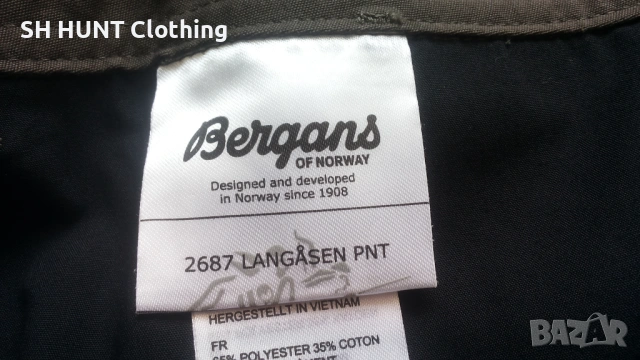 SH HUNT Clothing
Bergans
OF NORWAY
Designed and developed
in Norway since 1908
2687 LANGÅSEN PNT
HERGESTELLT IN VIETNAM
FR
65% POLYESTER 35% COTON
BAZAR